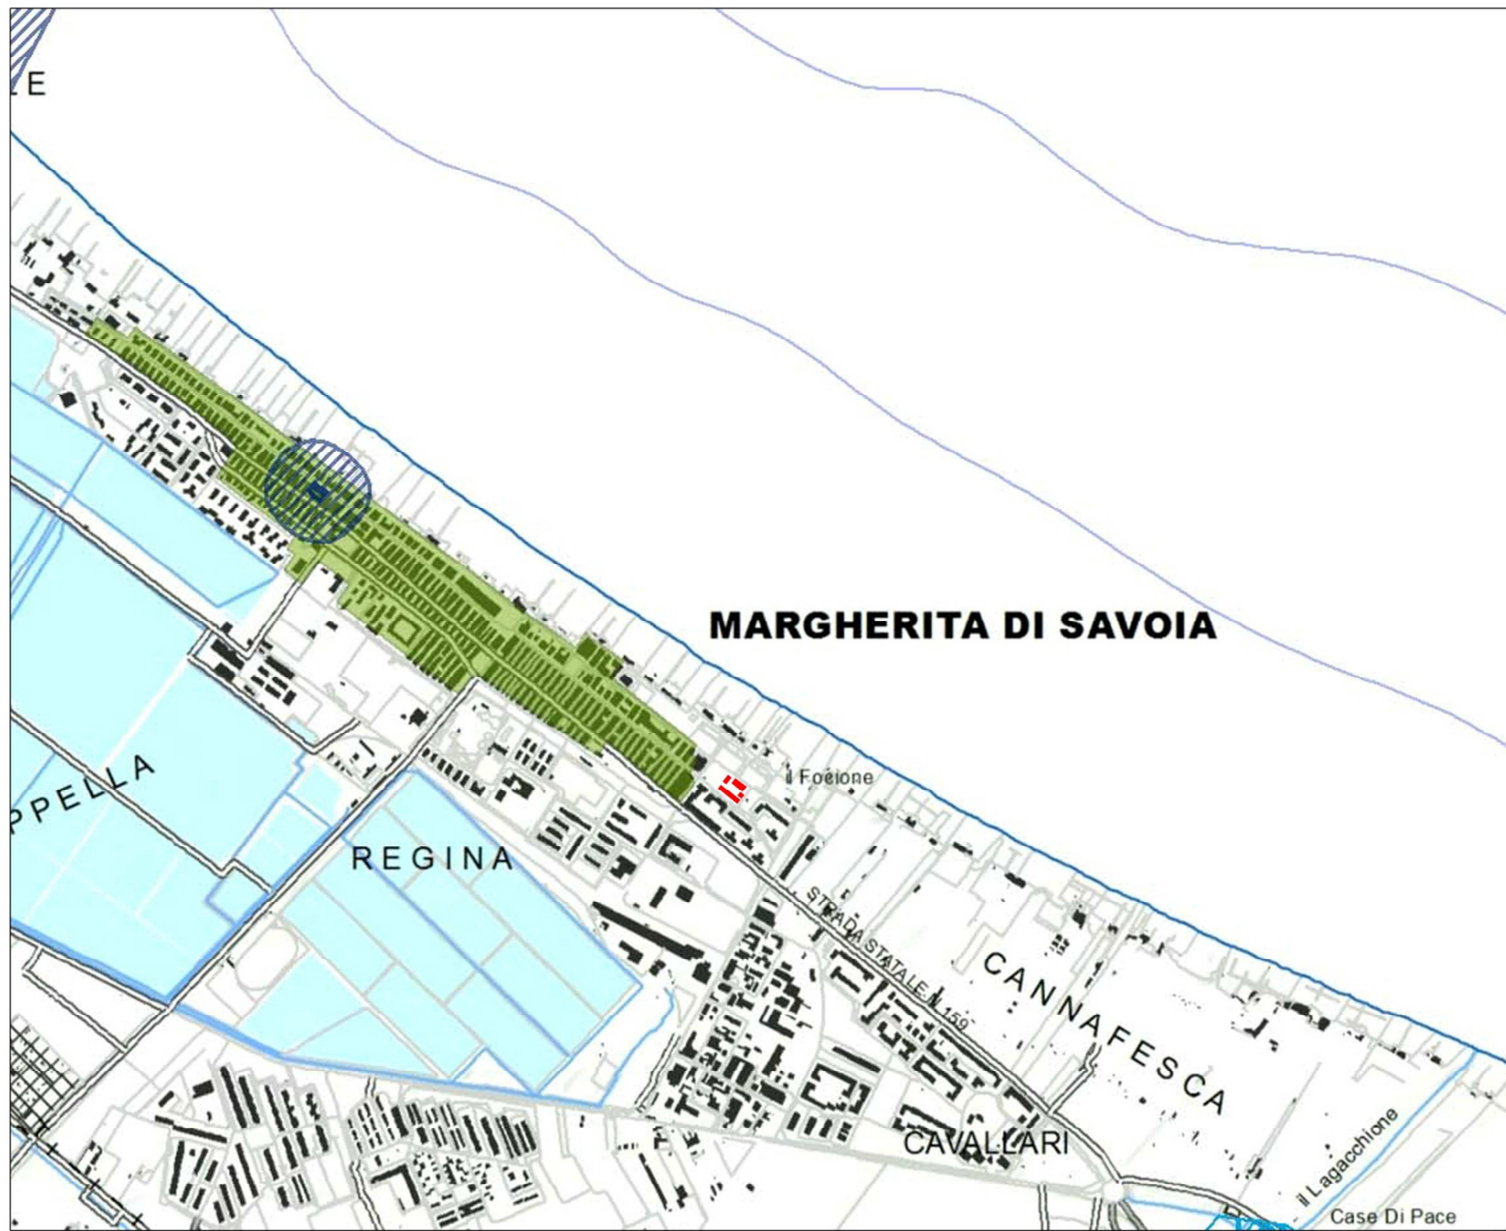 E
MARGHERITA DI SAVOIA
il Focione
PPELLA
REGINA
STRADA STATALE N. 159
CANNAFESCA
CAVALLARI
il Lagacchione
Case Di Pace